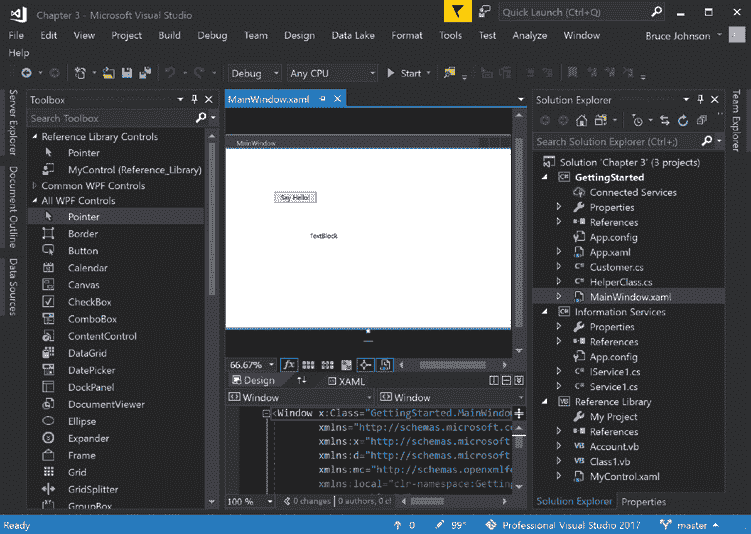 Chapter 3 - Microsoft Visual Studio
Quick Launch (Ctrl+Q)
File Edit View Project Build Debug Team Design Data Lake Format Tools Test Analyze Window Bruce Johnson
Help
Debug Any CPU Start
Server Explorer
Document Outline
Data Sources
Toolbox
Search Toolbox
Reference Library Controls
Pointer
MyControl (Reference_Library)
Common WPF Controls
All WPF Controls
Pointer
Border
Button
Calendar
Canvas
CheckBox
ComboBox
ContentControl
DataGrid
DatePicker
DockPanel
DocumentViewer
Ellipse
Expander
Frame
Grid
GridSplitter
GroupBox
MainWindow.xaml
MainWindow
Say Hello!
TextBlock
66.67%
Design XAML
Window Window
<Window x:Class="GettingStarted.MainWindo
xmlns="http://schemas.microsoft.co
xmlns:x="http://schemas.microsoft
xmlns:d="http://schemas.microsoft
xmlns:mc="http://schemas.openxmlfo
xmlns:local="clr-namespace:Getting
100 % 0 changes | 0 authors, 0 ch
Solution Explorer
Search Solution Explorer (Ctrl+;)
Solution 'Chapter 3' (3 projects)
GettingStarted
Connected Services
Properties
References
App.config
App.xaml
Customer.cs
HelperClass.cs
MainWindow.xaml
Information Services
Properties
References
App.config
IService1.cs
Service1.cs
Reference Library
My Project
References
Account.vb
Class1.vb
MyControl.xaml
Solution Explorer Properties
Team Explorer
Ready 0 99* Professional Visual Studio 2017 master